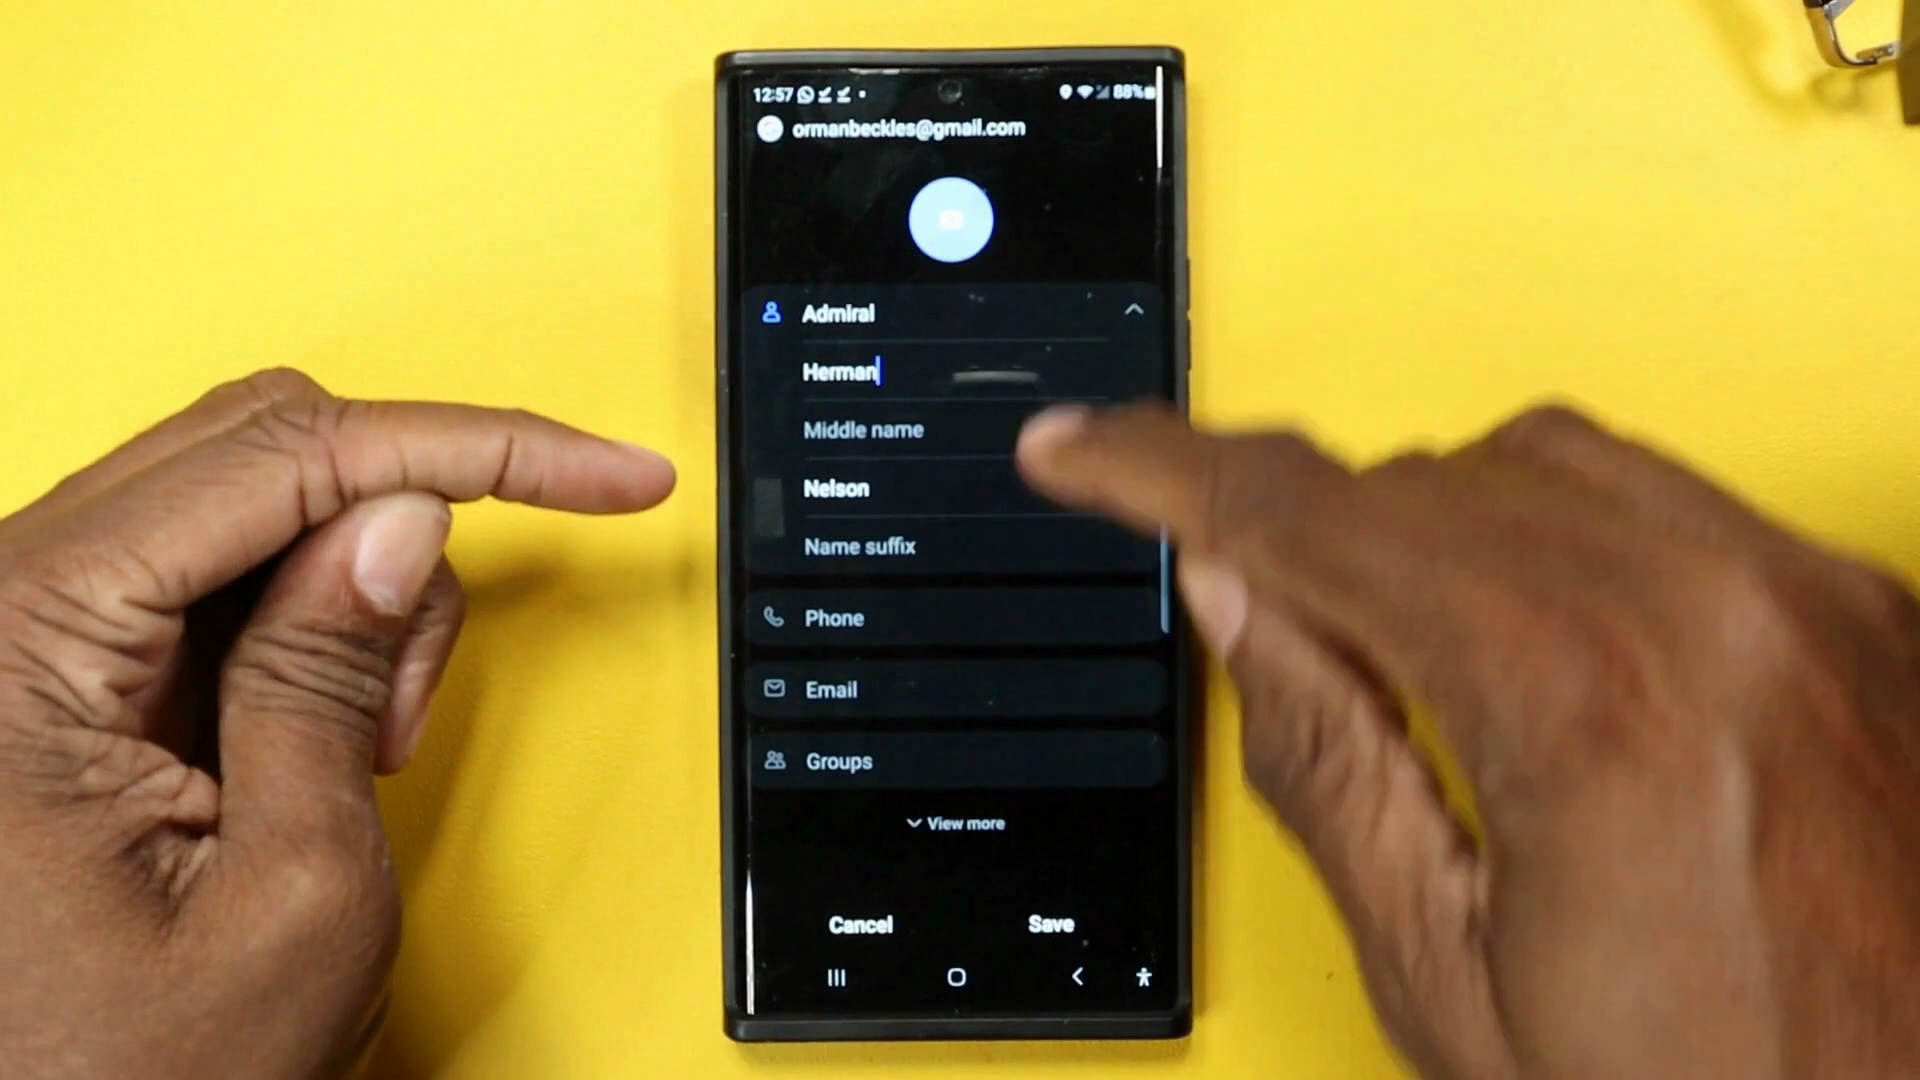 12:57 88%
ormanbeckles@gmail.com
Admiral
Herman
Middle name
Nelson
Name suffix
Phone
Email
Groups
View more
Cancel Save